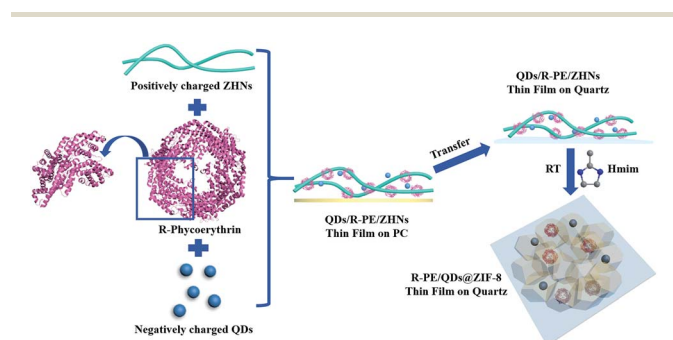 Positively charged ZHNs
R-Phycoerythrin
Negatively charged QDs
QDs/R-PE/ZHNs
Thin Film on PC
Transfer
QDs/R-PE/ZHNs
Thin Film on Quartz
RT
Hmim
R-PE/QDs@ZIF-8
Thin Film on Quartz